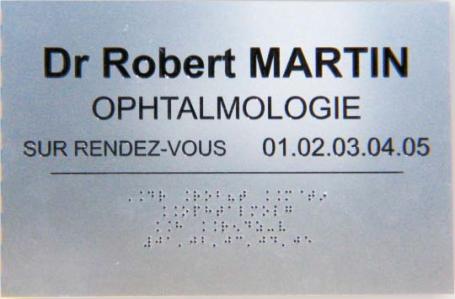 Dr Robert MARTIN
OPHTALMOLOGIE
SUR RENDEZ-VOUS 01.02.03.04.05